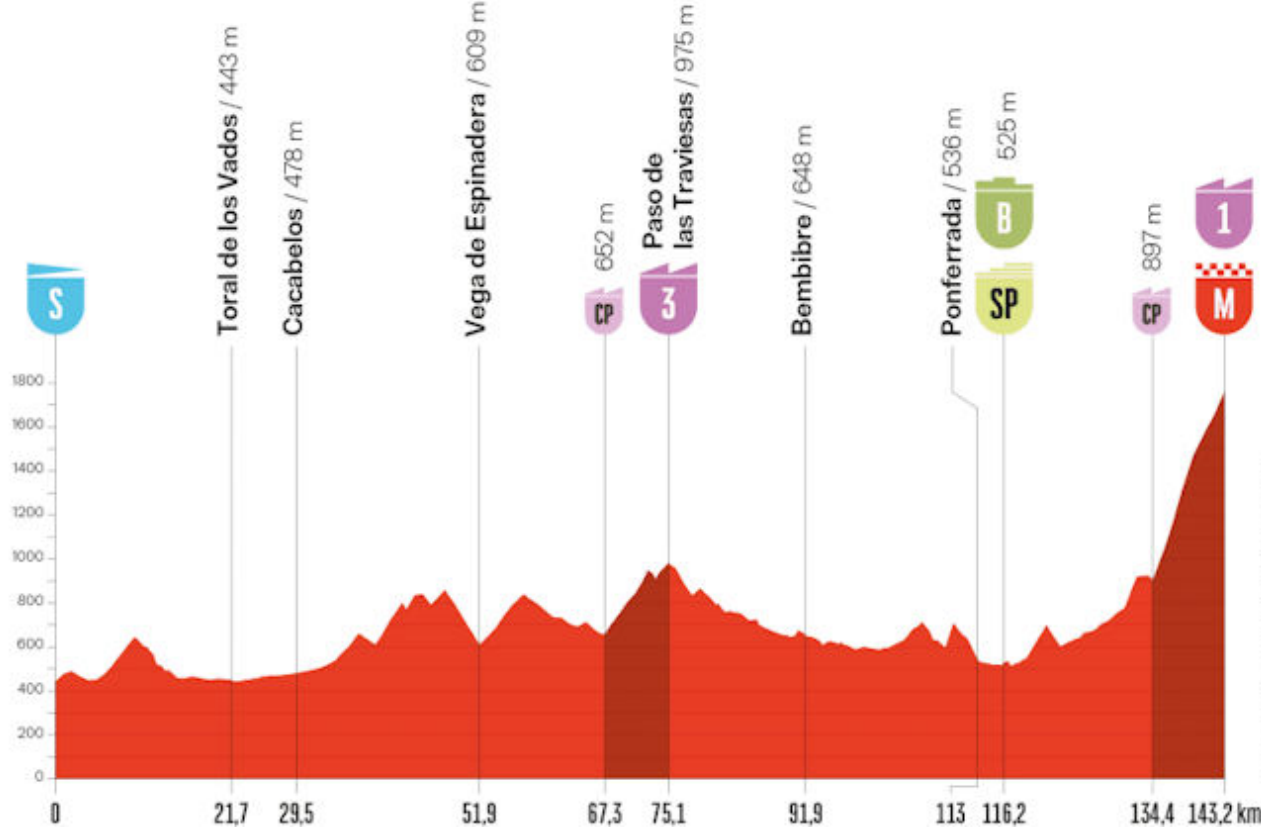 Toral de los Vados / 443 m
Cacabelos / 478 m
Vega de Espinadera / 609 m
652 m
Paso de
las Traviesas / 975 m
Bembibre / 648 m
Ponferrada / 536 m
525 m
897 m
S
CP
3
B
SP
CP
1
M
1800
1600
1400
1200
1000
800
600
400
200
0
0 21,7 29,5 51,9 67,3 75,1 91,9 113 116,2 134,4 143,2 km